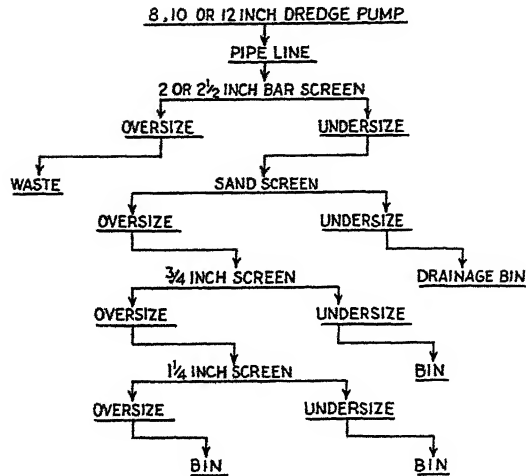 8, 10 OR 12 INCH DREDGE PUMP
PIPE LINE
2 OR 2½ INCH BAR SCREEN
OVERSIZE UNDERSIZE
WASTE SAND SCREEN
OVERSIZE UNDERSIZE
¾ INCH SCREEN DRAINAGE BIN
OVERSIZE UNDERSIZE
1¼ INCH SCREEN BIN
OVERSIZE UNDERSIZE
BIN BIN